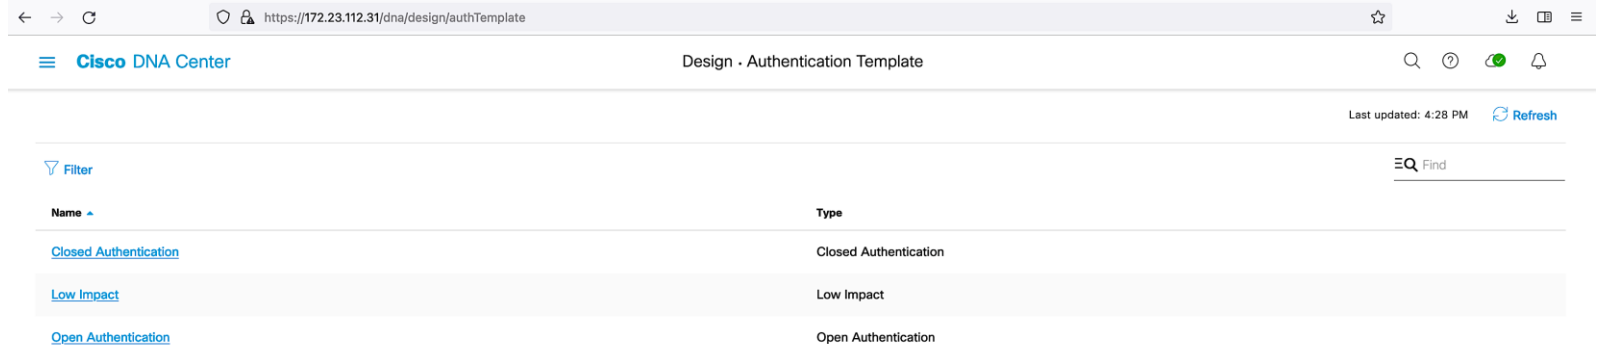 https://172.23.112.31/dna/design/authTemplate
Cisco DNA Center Design • Authentication Template
Last updated: 4:28 PM Refresh
Filter Find
Name Type
Closed Authentication Closed Authentication
Low Impact Low Impact
Open Authentication Open Authentication